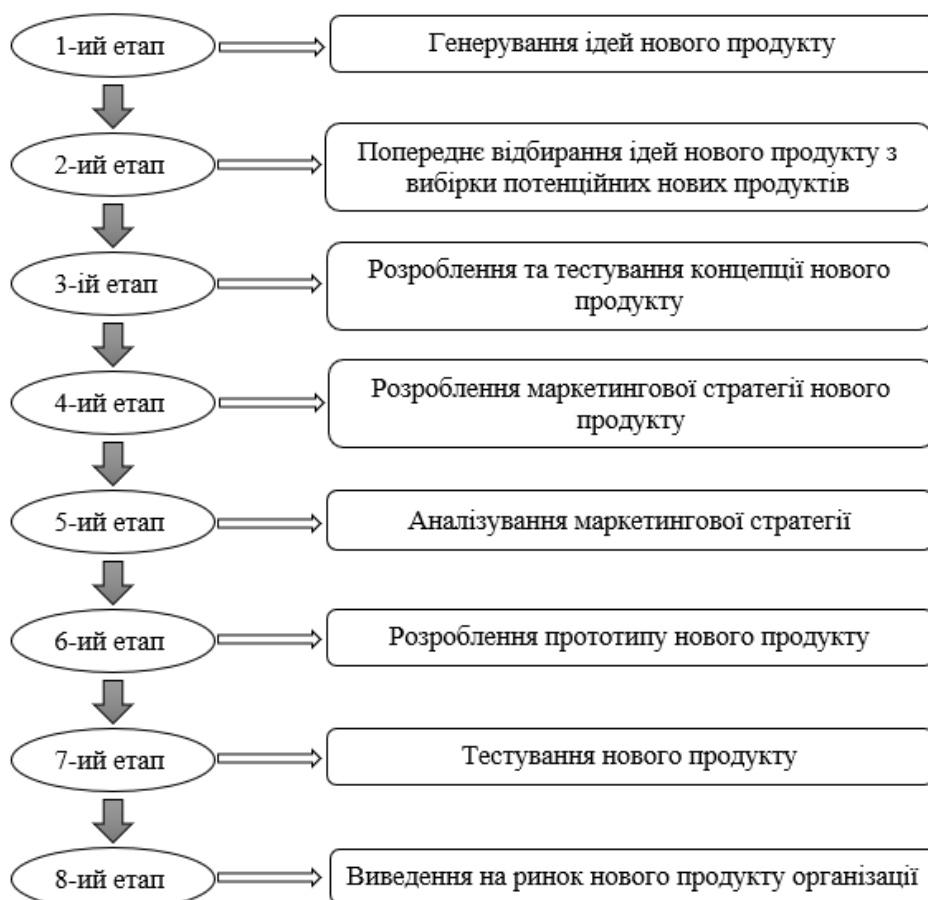 1-ий етап
Генерування ідей нового продукту
2-ий етап
Попереднє відбирання ідей нового продукту з
вибірки потенційних нових продуктів
3-ій етап
Розроблення та тестування концепції нового
продукту
4-ий етап
Розроблення маркетингової стратегії нового
продукту
5-ий етап
Аналізування маркетингової стратегії
6-ий етап
Розроблення прототипу нового продукту
7-ий етап
Тестування нового продукту
8-ий етап
Виведення на ринок нового продукту організації